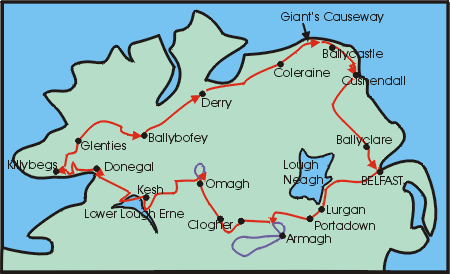 Giant's Causeway
Ballycastle
Coleraine
Cushendall
Derry
Ballybofey
Ballyclare
Glenties
Killybegs
Donegal
Lough
Neagh
BELFAST
Omagh
Kesh
Lower Lough Erne
Lurgan
Clogher
Portadown
Armagh